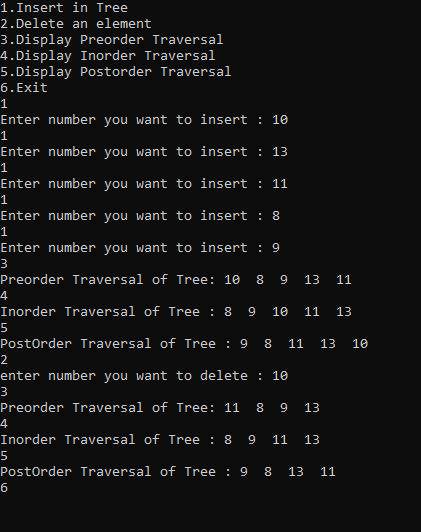 1.Insert in Tree
2.Delete an element
3.Display Preorder Traversal
4.Display Inorder Traversal
5.Display Postorder Traversal
6.Exit
1
Enter number you want to insert : 10
1
Enter number you want to insert : 13
1
Enter number you want to insert : 11
1
Enter number you want to insert : 8
1
Enter number you want to insert : 9
3
Preorder Traversal of Tree: 10  8  9  13  11
4
Inorder Traversal of Tree : 8  9  10  11  13
5
PostOrder Traversal of Tree : 9  8  11  13  10
2
enter number you want to delete : 10
3
Preorder Traversal of Tree: 11  8  9  13
4
Inorder Traversal of Tree : 8  9  11  13
5
PostOrder Traversal of Tree : 9  8  13  11
6